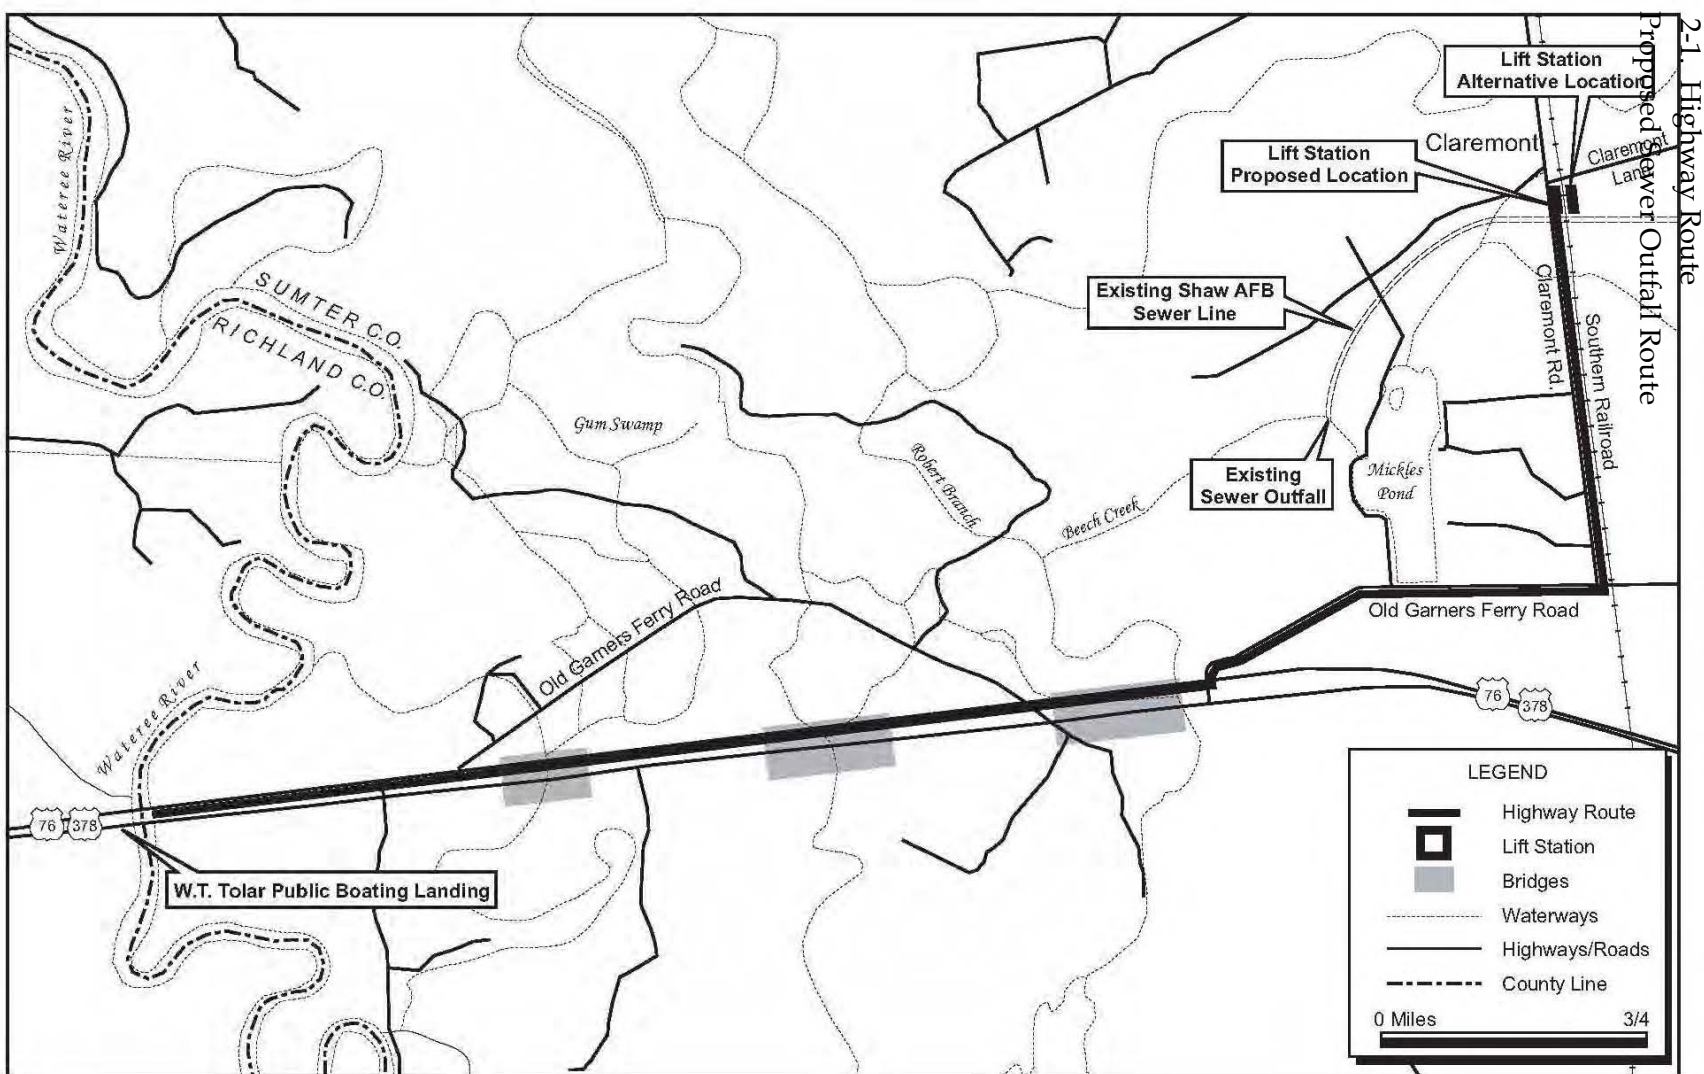 2-1. Highway Route
Proposed Sewer Outfall Route
Lift Station
Alternative Location
Claremont
Claremont
Lane
Lift Station
Proposed Location
Wateree River
SUMTER CO.
RICHLAND CO.
Existing Shaw AFB
Sewer Line
Claremont Rd.
Southern Railroad
Gum Swamp
Robert Branch
Mickles
Pond
Existing
Sewer Outfall
Beech Creek
Old Garners Ferry Road
Old Garners Ferry Road
Wateree River
76
378
76
378
W.T. Tolar Public Boating Landing
LEGEND
Highway Route
Lift Station
Bridges
Waterways
Highways/Roads
County Line
0 Miles 3/4